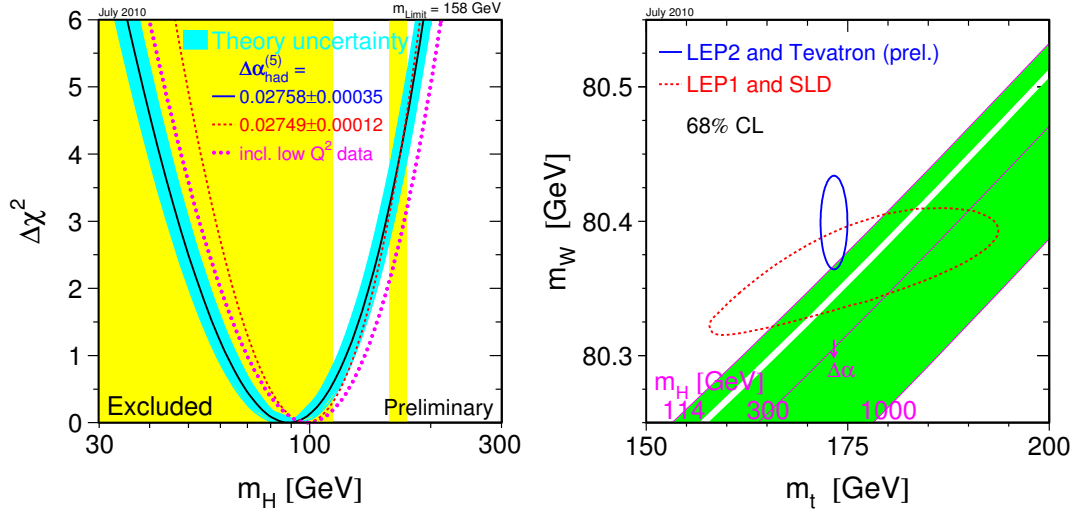 July 2010
m_Limit = 158 GeV
Theory uncertainty
Δα_had^(5) =
0.02758±0.00035
0.02749±0.00012
incl. low Q² data
Excluded
Preliminary
6
5
4
3
2
1
0
Δχ²
30
100
300
m_H [GeV]
July 2010
LEP2 and Tevatron (prel.)
LEP1 and SLD
68% CL
80.5
80.4
80.3
m_W [GeV]
Δα
m_H [GeV]
114
300
1000
150
175
200
m_t [GeV]